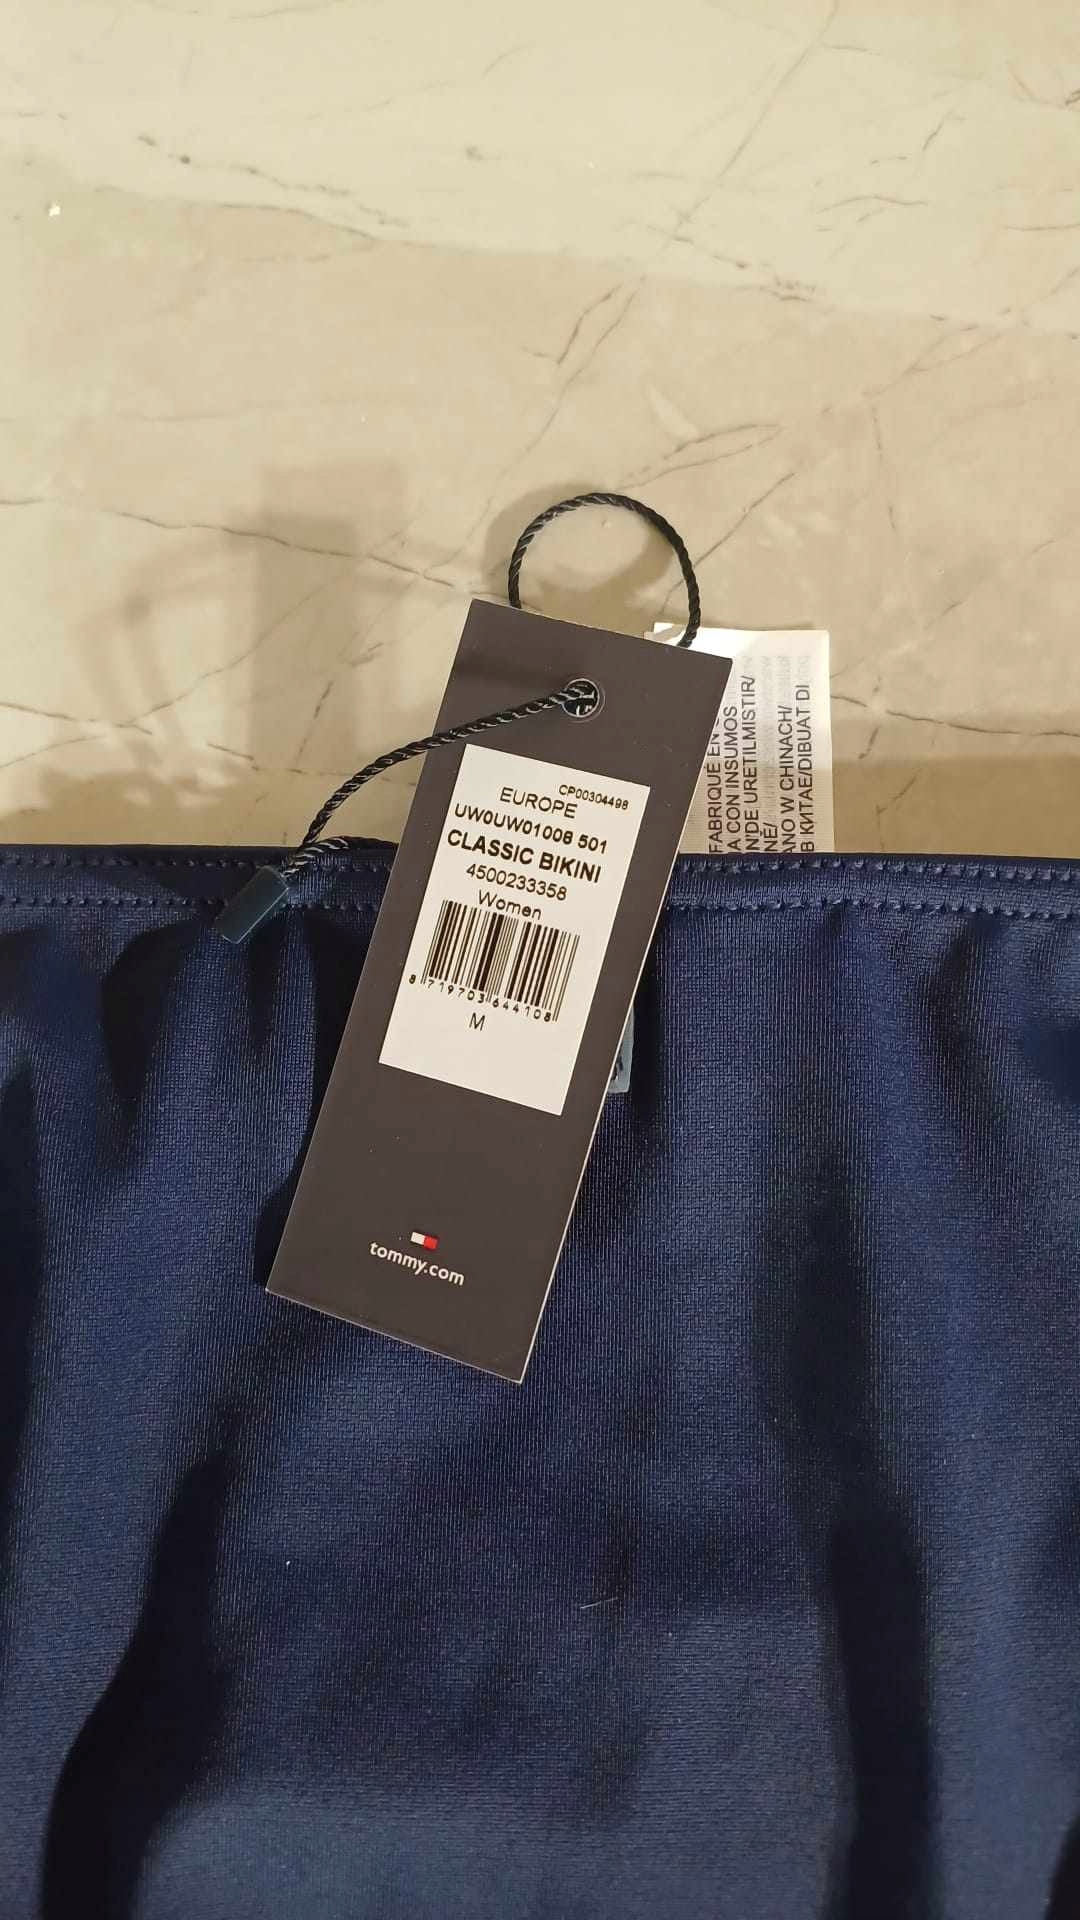 CP00304498
EUROPE
UW0UW01008 501
CLASSIC BIKINI
4500233358
Women
8 719703 644108
M
tommy.com
FABRIQUÉ EN
A CON INSUMOS
INDE URETILMISTIR/
NÉ/
ANO W CHINACH/
В КИТАЕ/DIBUAT DI